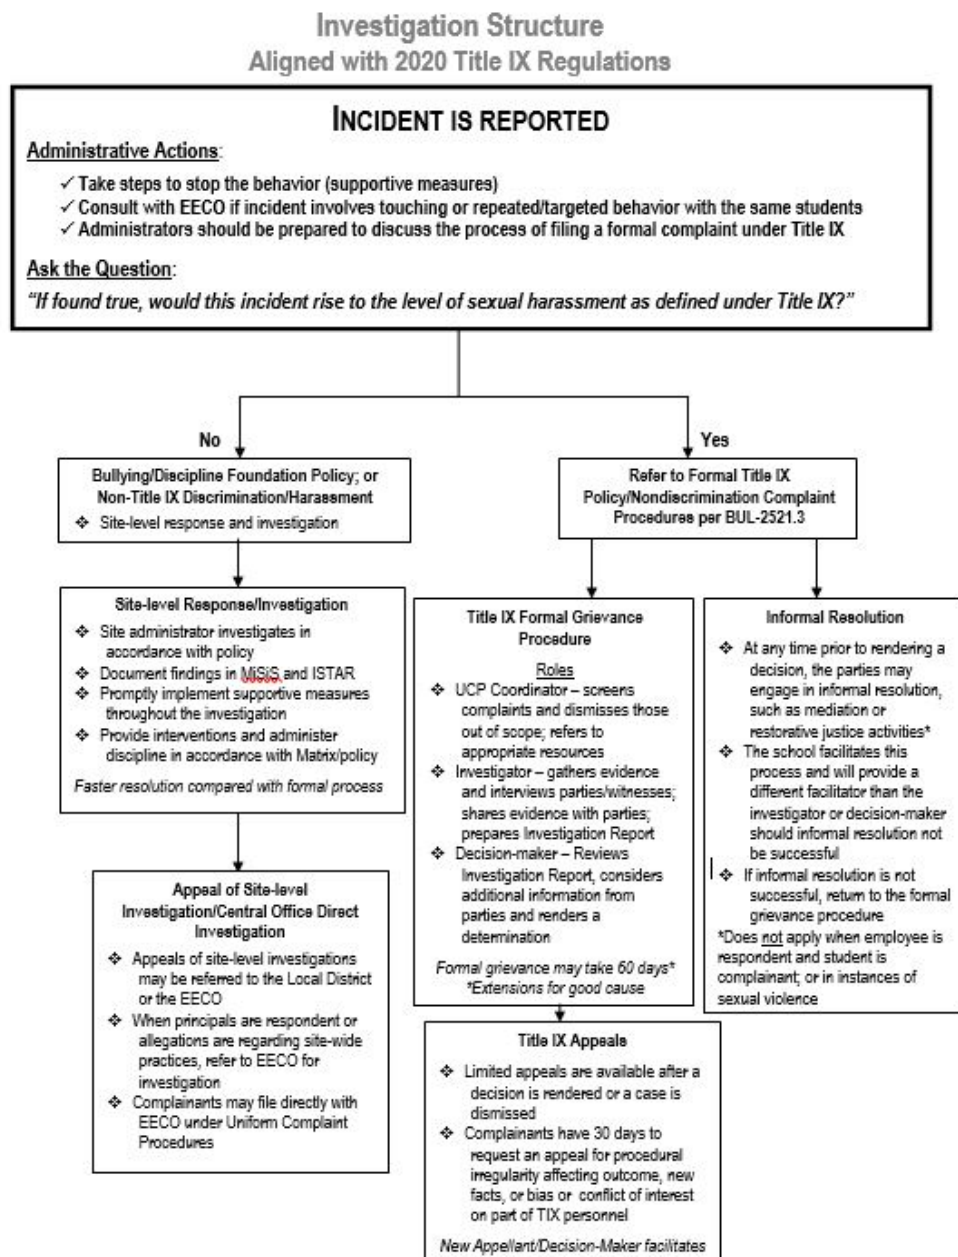 Investigation Structure
Aligned with 2020 Title IX Regulations
INCIDENT IS REPORTED
Administrative Actions:
✓ Take steps to stop the behavior (supportive measures)
✓ Consult with EECO if incident involves touching or repeated/targeted behavior with the same students
✓ Administrators should be prepared to discuss the process of filing a formal complaint under Title IX
Ask the Question:
"If found true, would this incident rise to the level of sexual harassment as defined under Title IX?"
No
Yes
Bullying/Discipline Foundation Policy; or
Non-Title IX Discrimination/Harassment
❖ Site-level response and investigation
Refer to Formal Title IX
Policy/Nondiscrimination Complaint
Procedures per BUL-2521.3
Site-level Response/Investigation
❖ Site administrator investigates in
accordance with policy
❖ Document findings in MiSiS and ISTAR
❖ Promptly implement supportive measures
throughout the investigation
❖ Provide interventions and administer
discipline in accordance with Matrix/policy
Faster resolution compared with formal process
Title IX Formal Grievance
Procedure
Roles
❖ UCP Coordinator – screens
complaints and dismisses those
out of scope; refers to
appropriate resources
❖ Investigator – gathers evidence
and interviews parties/witnesses;
shares evidence with parties;
prepares Investigation Report
❖ Decision-maker – Reviews
Investigation Report, considers
additional information from
parties and renders a
determination
Formal grievance may take 60 days*
*Extensions for good cause
Informal Resolution
❖ At any time prior to rendering a
decision, the parties may
engage in informal resolution,
such as mediation or
restorative justice activities*
❖ The school facilitates this
process and will provide a
different facilitator than the
investigator or decision-maker
should informal resolution not
be successful
❖ If informal resolution is not
successful, return to the formal
grievance procedure
*Does not apply when employee is
respondent and student is
complainant; or in instances of
sexual violence
Appeal of Site-level
Investigation/Central Office Direct
Investigation
❖ Appeals of site-level investigations
may be referred to the Local District
or the EECO
❖ When principals are respondent or
allegations are regarding site-wide
practices, refer to EECO for
investigation
❖ Complainants may file directly with
EECO under Uniform Complaint
Procedures
Title IX Appeals
❖ Limited appeals are available after a
decision is rendered or a case is
dismissed
❖ Complainants have 30 days to
request an appeal for procedural
irregularity affecting outcome, new
facts, or bias or conflict of interest
on part of TIX personnel
New Appellant/Decision-Maker facilitates